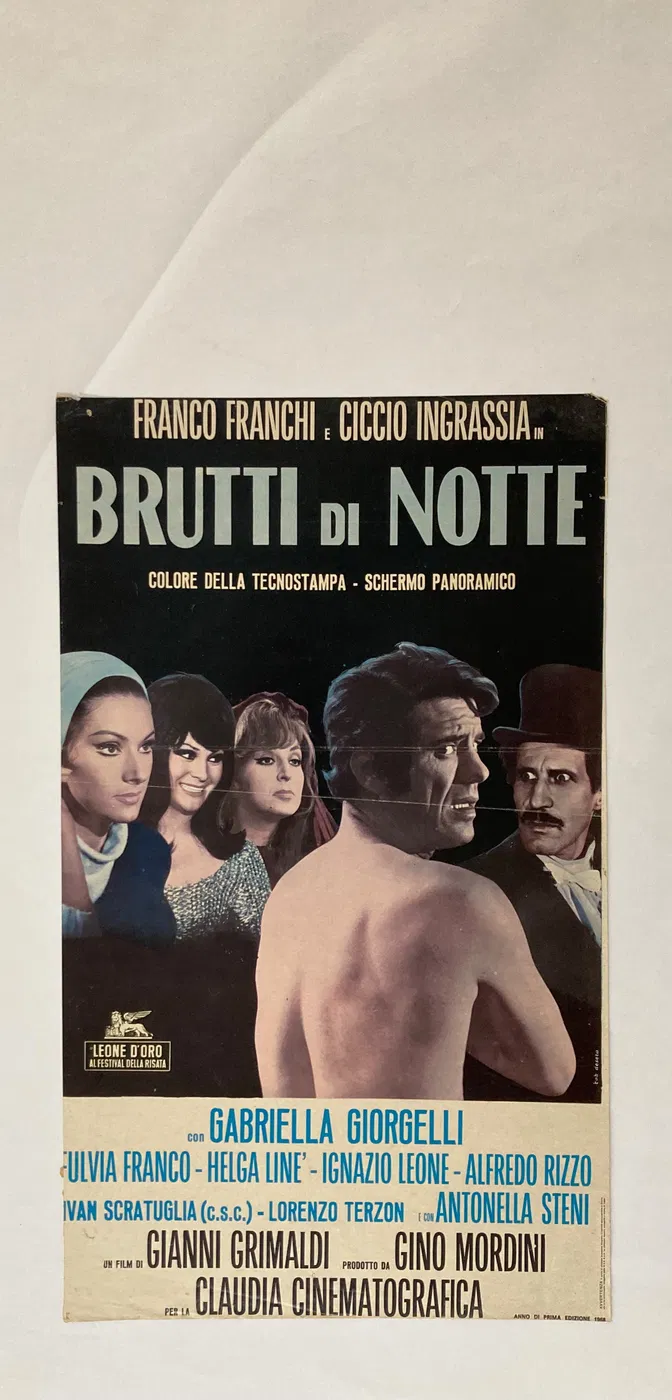 FRANCO FRANCHI E CICCIO INGRASSIA IN
BRUTTI DI NOTTE
COLORE DELLA TECNOSTAMPA - SCHERMO PANORAMICO
LEONE D'ORO
AL FESTIVAL DELLA RISATA
con GABRIELLA GIORGELLI
FULVIA FRANCO - HELGA LINE' - IGNAZIO LEONE - ALFREDO RIZZO
IVAN SCRATUGLIA (c.s.c.) - LORENZO TERZON E CON ANTONELLA STENI
UN FILM DI GIANNI GRIMALDI PRODOTTO DA GINO MORDINI
PER LA CLAUDIA CINEMATOGRAFICA
ANNO DI PRIMA EDIZIONE 1968